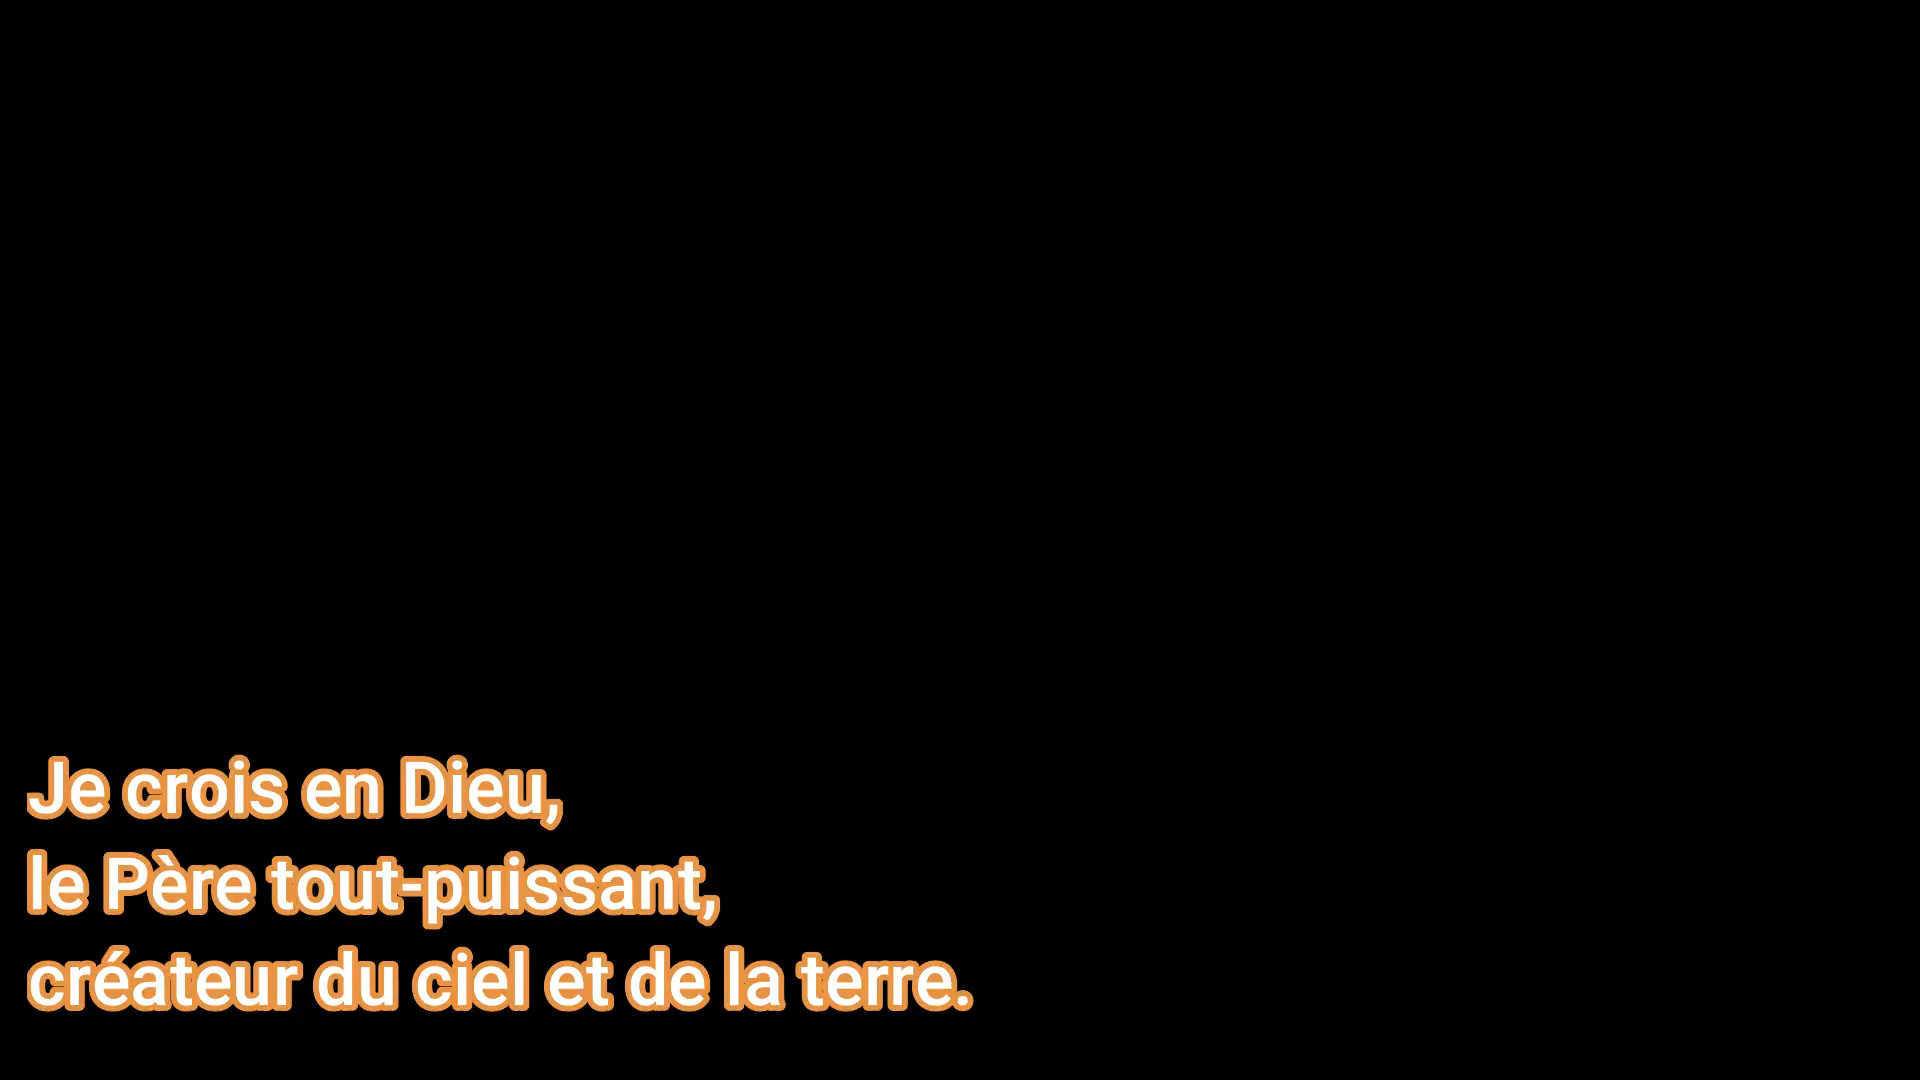 Je crois en Dieu,
le Père tout-puissant,
créateur du ciel et de la terre.